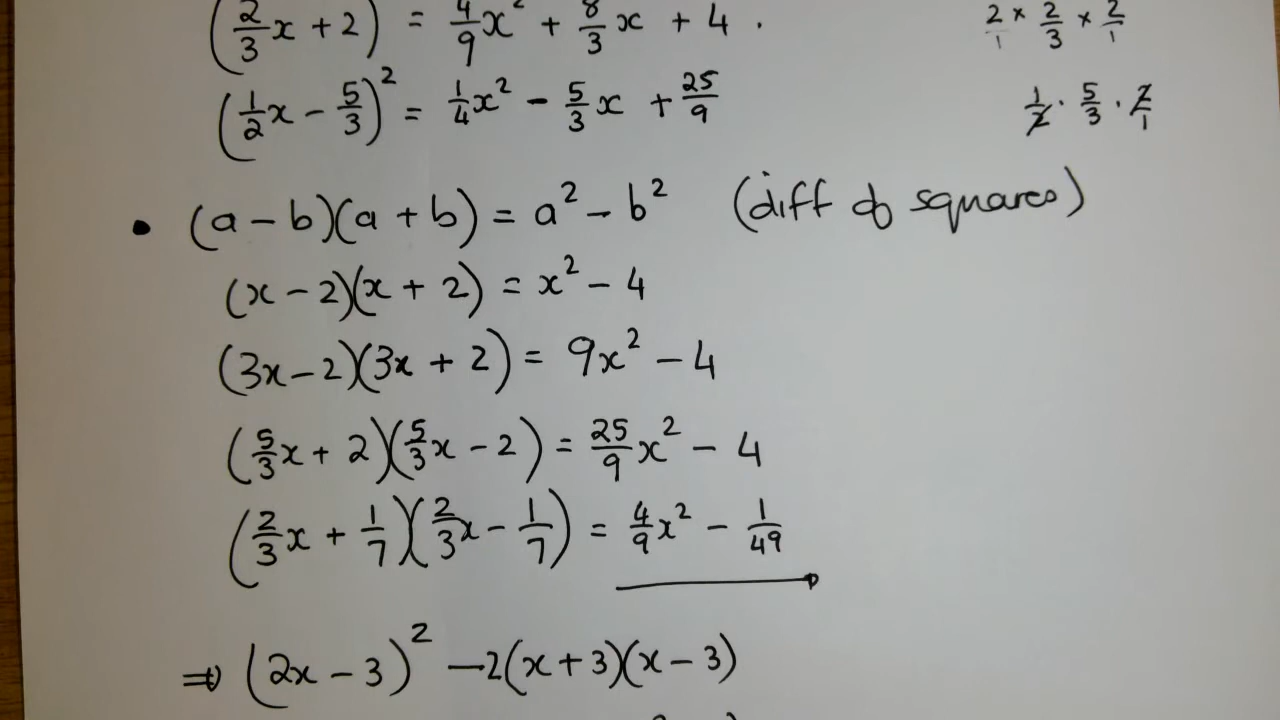 (2/3x + 2)² = 4/9x² + 8/3x + 4 .
2/1 × 2/3 × 2/1
(1/2x − 5/3)² = 1/4x² − 5/3x + 25/9
1/2 · 5/3 · 2/1
• (a − b)(a + b) = a² − b² (diff of squares)
(x − 2)(x + 2) = x² − 4
(3x − 2)(3x + 2) = 9x² − 4
(5/3x + 2)(5/3x − 2) = 25/9x² − 4
(2/3x + 1/7)(2/3x − 1/7) = 4/9x² − 1/49
⇒ (2x − 3)² − 2(x + 3)(x − 3)